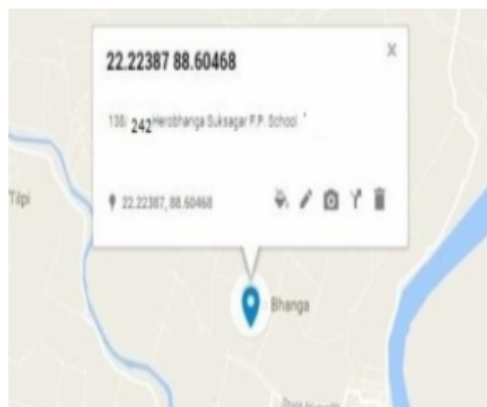 22.22387 88.60468
138/ 242 Herobhanga Suksagar F.P. School
22.22387, 88.60468
Tilpi
Bhanga